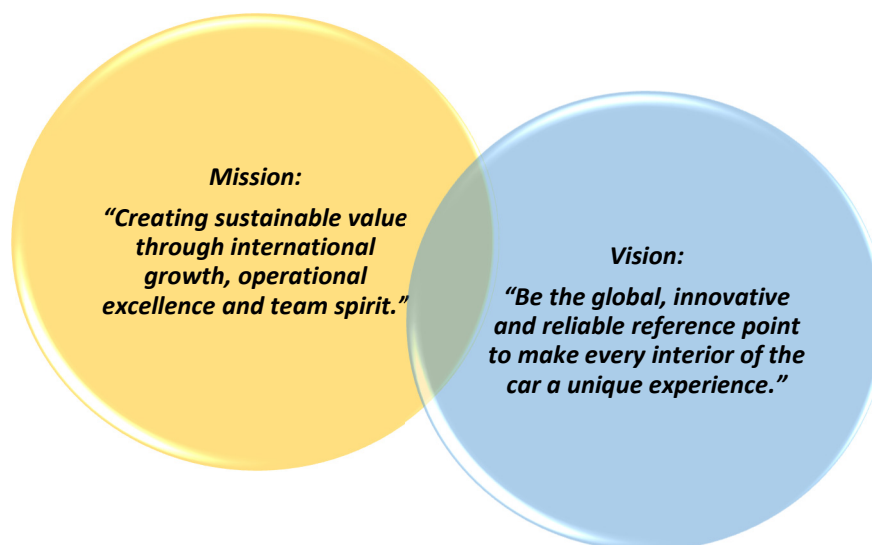 Mission:
“Creating sustainable value
through international
growth, operational
excellence and team spirit.”
Vision:
“Be the global, innovative
and reliable reference point
to make every interior of the
car a unique experience.”